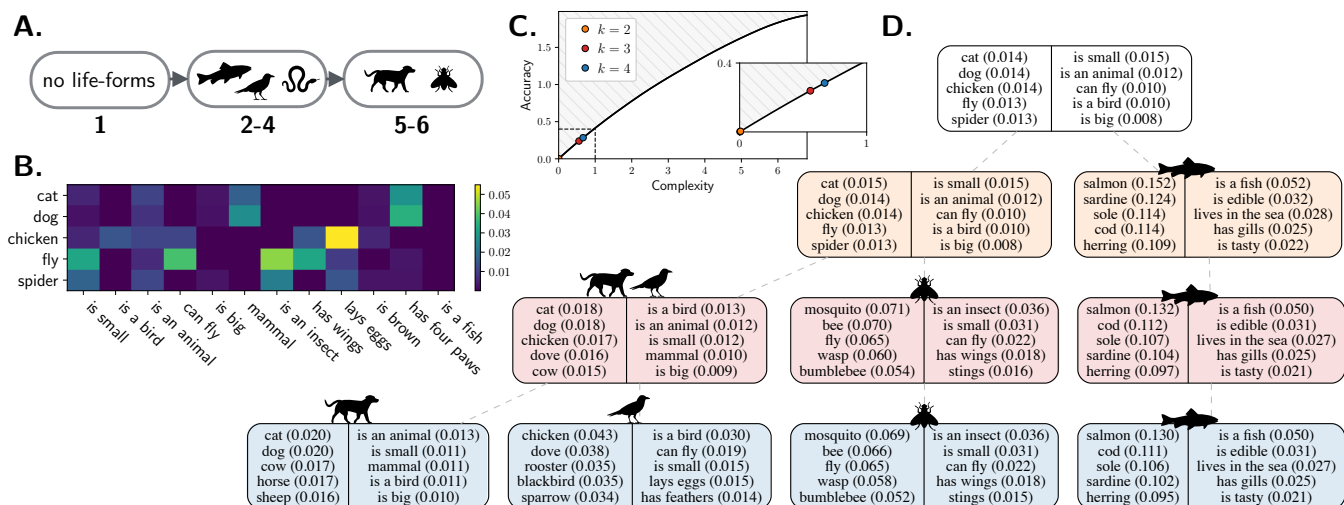 A.
no life-forms
1
2-4
5-6
B.
cat
dog
chicken
fly
spider
is small
is a bird
is an animal
can fly
is big
mammal
is an insect
has wings
lays eggs
is brown
has four paws
is a fish
0.05
0.04
0.03
0.02
0.01
C.
Accuracy
1.5
1.0
0.5
0.0
k = 2
k = 3
k = 4
0.4
0
1
0 1 2 3 4 5 6
Complexity
D.
cat (0.014) is small (0.015)
dog (0.014) is an animal (0.012)
chicken (0.014) can fly (0.010)
fly (0.013) is a bird (0.010)
spider (0.013) is big (0.008)
cat (0.015) is small (0.015)
dog (0.014) is an animal (0.012)
chicken (0.014) can fly (0.010)
fly (0.013) is a bird (0.010)
spider (0.013) is big (0.008)
salmon (0.152) is a fish (0.052)
sardine (0.124) is edible (0.032)
sole (0.114) lives in the sea (0.028)
cod (0.114) has gills (0.025)
herring (0.109) is tasty (0.022)
cat (0.018) is a bird (0.013)
dog (0.018) is an animal (0.012)
chicken (0.017) is small (0.012)
dove (0.016) mammal (0.010)
cow (0.015) is big (0.009)
mosquito (0.071) is an insect (0.036)
bee (0.070) is small (0.031)
fly (0.065) can fly (0.022)
wasp (0.060) has wings (0.018)
bumblebee (0.054) stings (0.016)
salmon (0.132) is a fish (0.050)
cod (0.112) is edible (0.031)
sole (0.107) lives in the sea (0.027)
sardine (0.104) has gills (0.025)
herring (0.097) is tasty (0.021)
cat (0.020) is an animal (0.013)
dog (0.020) is small (0.011)
cow (0.017) mammal (0.011)
horse (0.017) is a bird (0.011)
sheep (0.016) is big (0.010)
chicken (0.043) is a bird (0.030)
dove (0.038) can fly (0.019)
rooster (0.035) is small (0.015)
blackbird (0.035) lays eggs (0.015)
sparrow (0.034) has feathers (0.014)
mosquito (0.069) is an insect (0.036)
bee (0.066) is small (0.031)
fly (0.065) can fly (0.022)
wasp (0.058) has wings (0.018)
bumblebee (0.052) stings (0.015)
salmon (0.130) is a fish (0.050)
cod (0.111) is edible (0.031)
sole (0.106) lives in the sea (0.027)
sardine (0.102) has gills (0.025)
herring (0.095) is tasty (0.021)